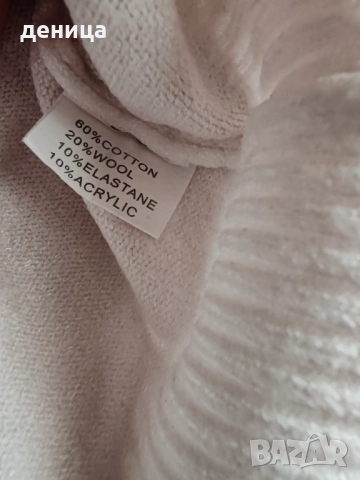 деница
60%COTTON
20%WOOL
10%ELASTANE
10%ACRYLIC
BAZAR